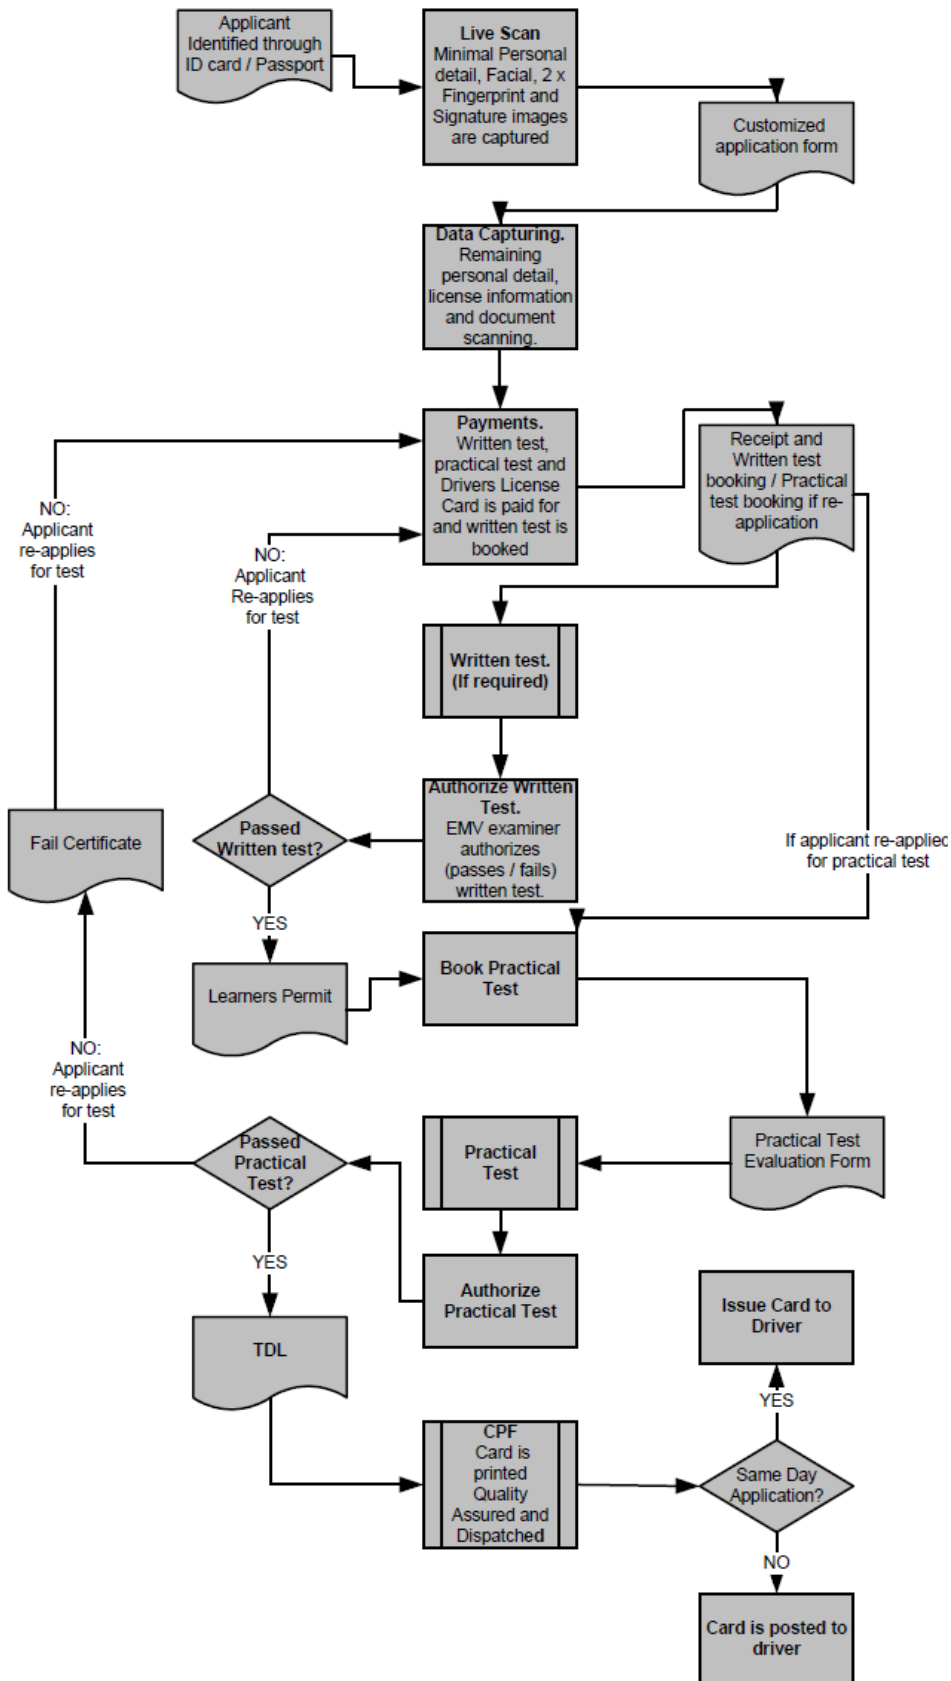 Applicant
Identified through
ID card / Passport
Live Scan
Minimal Personal
detail, Facial, 2 x
Fingerprint and
Signature images
are captured
Customized
application form
Data Capturing.
Remaining
personal detail,
license information
and document
scanning.
Payments.
Written test,
practical test and
Drivers License
Card is paid for
and written test is
booked
Receipt and
Written test
booking / Practical
test booking if re-
application
NO:
Applicant
re-applies
for test
NO:
Applicant
Re-applies
for test
Written test.
(If required)
Authorize Written
Test.
EMV examiner
authorizes
(passes / fails)
written test.
Passed
Written test?
Fail Certificate
If applicant re-applied
for practical test
YES
Learners Permit
Book Practical
Test
NO:
Applicant
re-applies
for test
Passed
Practical
Test?
Practical
Test
Practical Test
Evaluation Form
YES
Authorize
Practical Test
TDL
Issue Card to
Driver
YES
CPF
Card is
printed
Quality
Assured and
Dispatched
Same Day
Application?
NO
Card is posted to
driver